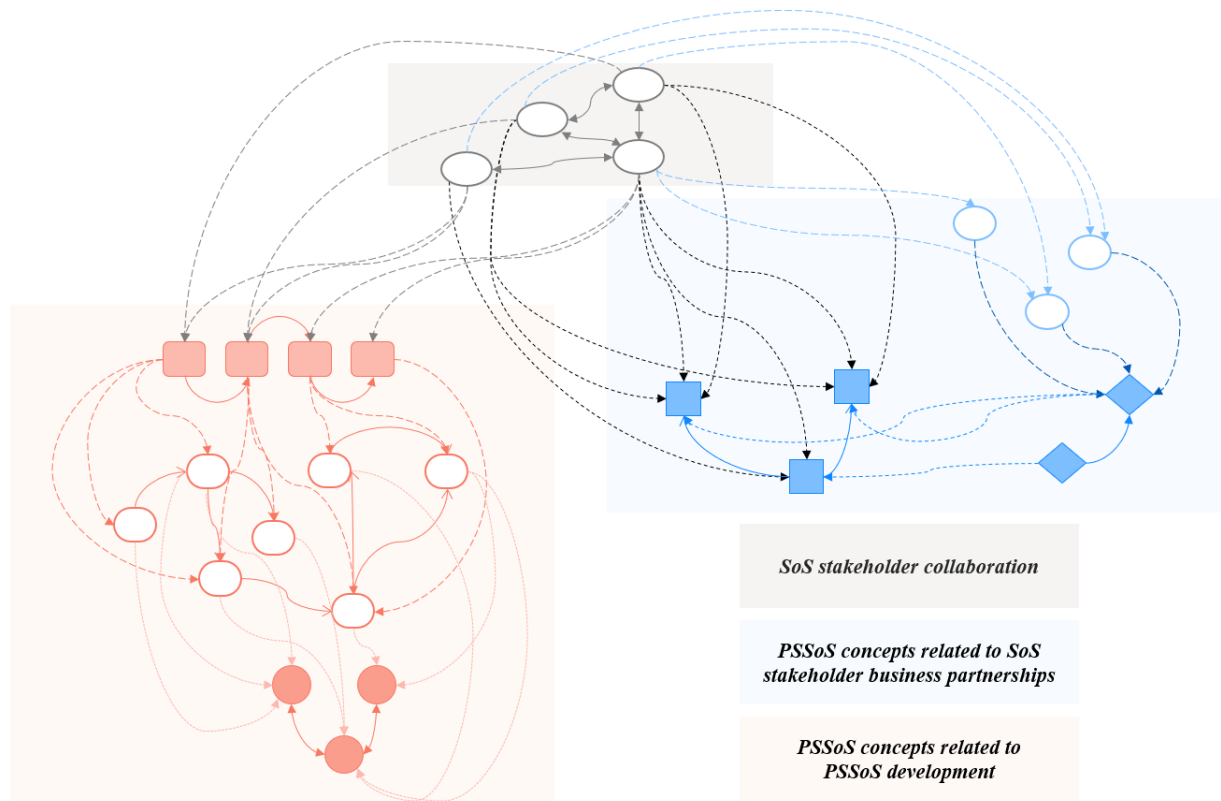 SoS stakeholder collaboration
PSSoS concepts related to SoS
stakeholder business partnerships
PSSoS concepts related to
PSSoS development